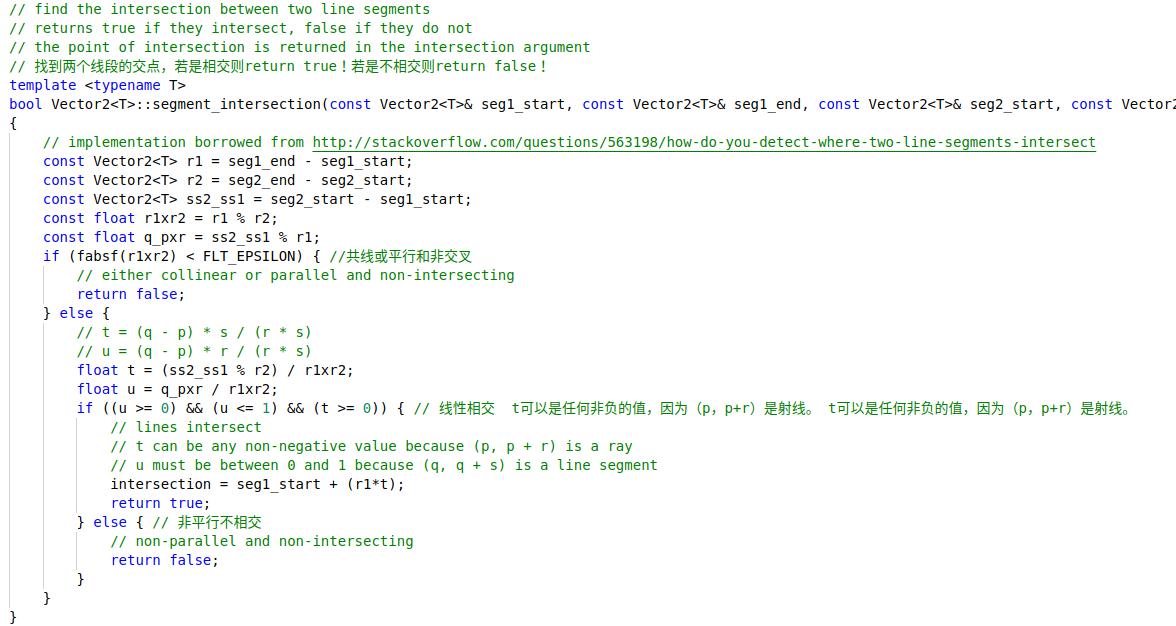 // find the intersection between two line segments
// returns true if they intersect, false if they do not
// the point of intersection is returned in the intersection argument
// 找到两个线段的交点，若是相交则return true！若是不相交则return false！
template <typename T>
bool Vector2<T>::segment_intersection(const Vector2<T>& seg1_start, const Vector2<T>& seg1_end, const Vector2<T>& seg2_start, const Vector2
{
    // implementation borrowed from http://stackoverflow.com/questions/563198/how-do-you-detect-where-two-line-segments-intersect
    const Vector2<T> r1 = seg1_end - seg1_start;
    const Vector2<T> r2 = seg2_end - seg2_start;
    const Vector2<T> ss2_ss1 = seg2_start - seg1_start;
    const float r1xr2 = r1 % r2;
    const float q_pxr = ss2_ss1 % r1;
    if (fabsf(r1xr2) < FLT_EPSILON) { //共线或平行和非交叉
        // either collinear or parallel and non-intersecting
        return false;
    } else {
        // t = (q - p) * s / (r * s)
        // u = (q - p) * r / (r * s)
        float t = (ss2_ss1 % r2) / r1xr2;
        float u = q_pxr / r1xr2;
        if ((u >= 0) && (u <= 1) && (t >= 0)) { // 线性相交  t可以是任何非负的值，因为（p，p+r）是射线。 t可以是任何非负的值，因为（p，p+r）是射线。
            // lines intersect
            // t can be any non-negative value because (p, p + r) is a ray
            // u must be between 0 and 1 because (q, q + s) is a line segment
            intersection = seg1_start + (r1*t);
            return true;
        } else { // 非平行不相交
            // non-parallel and non-intersecting
            return false;
        }
    }
}